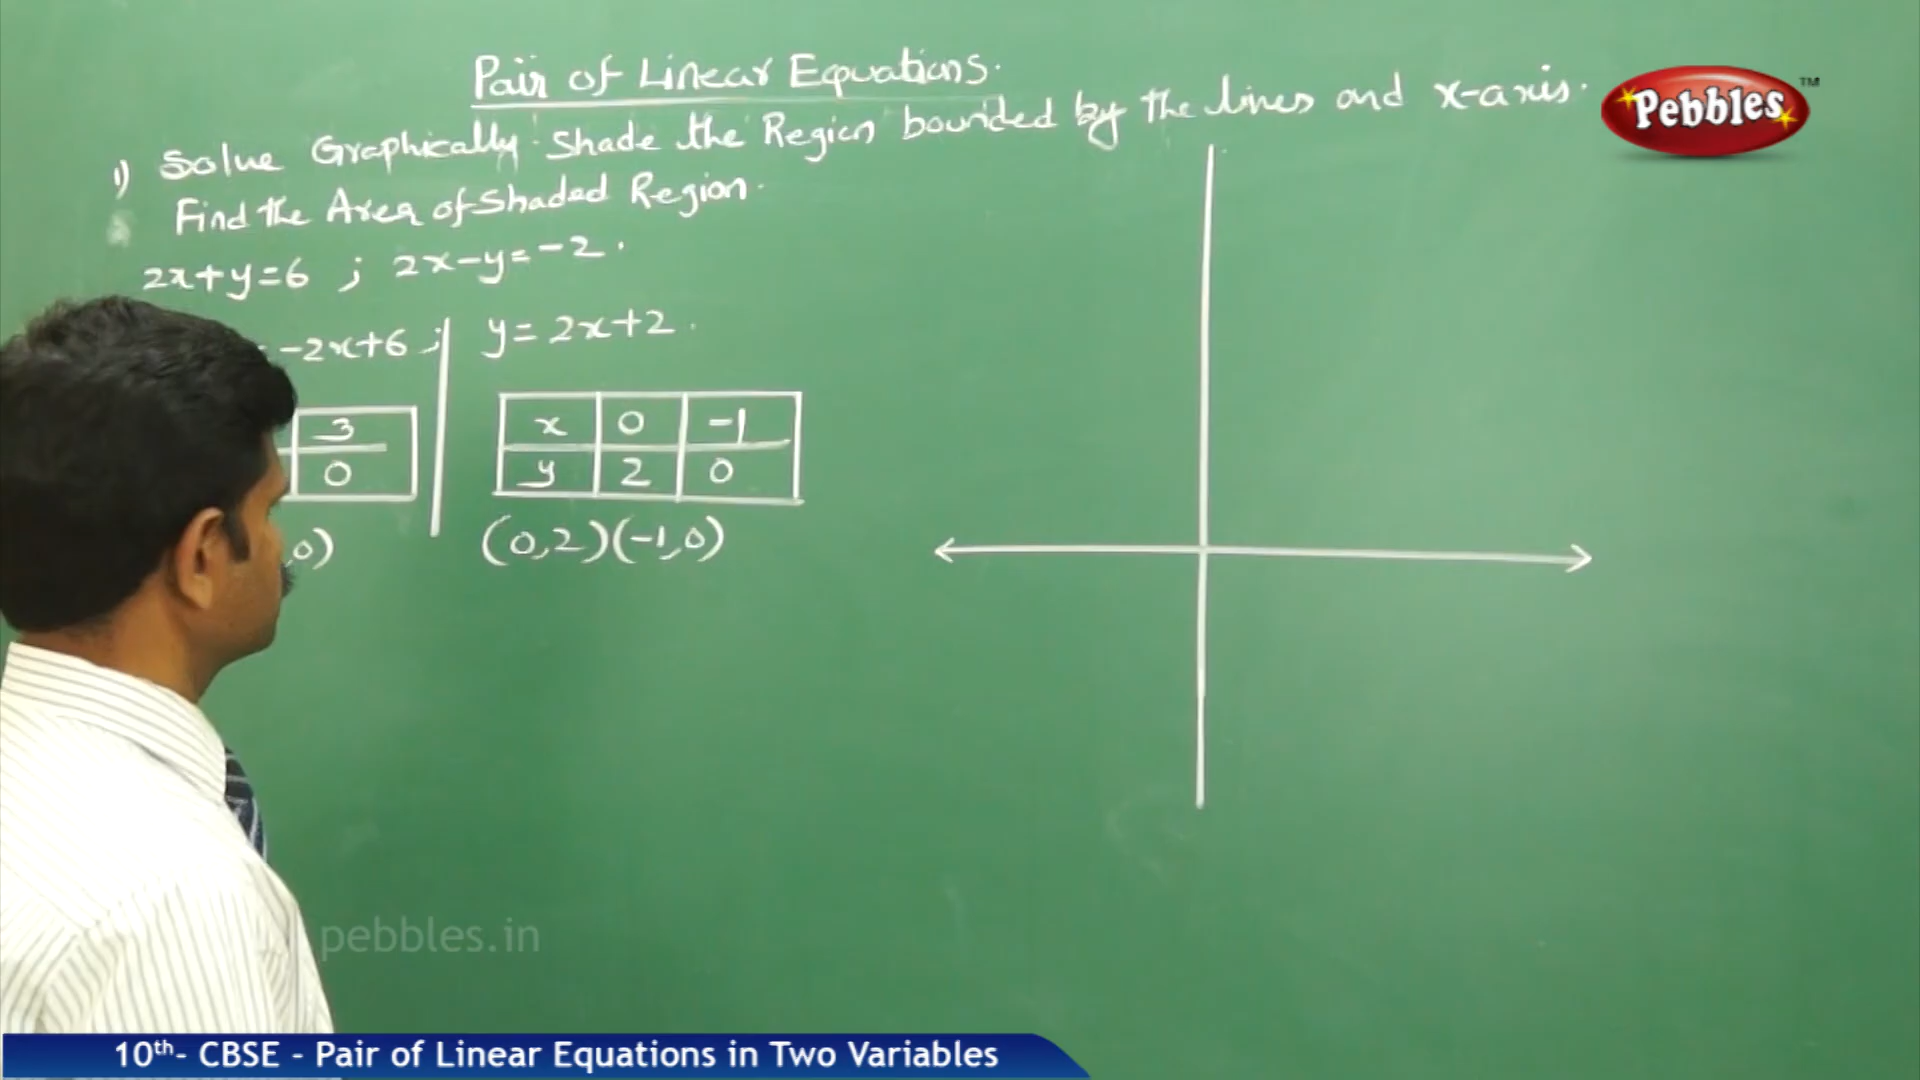 Pair of Linear Equations.
1) Solve Graphically. Shade the Region bounded by the lines and x-axis.
Find the Area of Shaded Region.
2x+y=6 ; 2x-y=-2.
-2x+6 ; y=2x+2.
3
0
x 0 -1
y 2 0
,0)
(0,2)(-1,0)
Pebbles TM
pebbles.in
10th- CBSE - Pair of Linear Equations in Two Variables